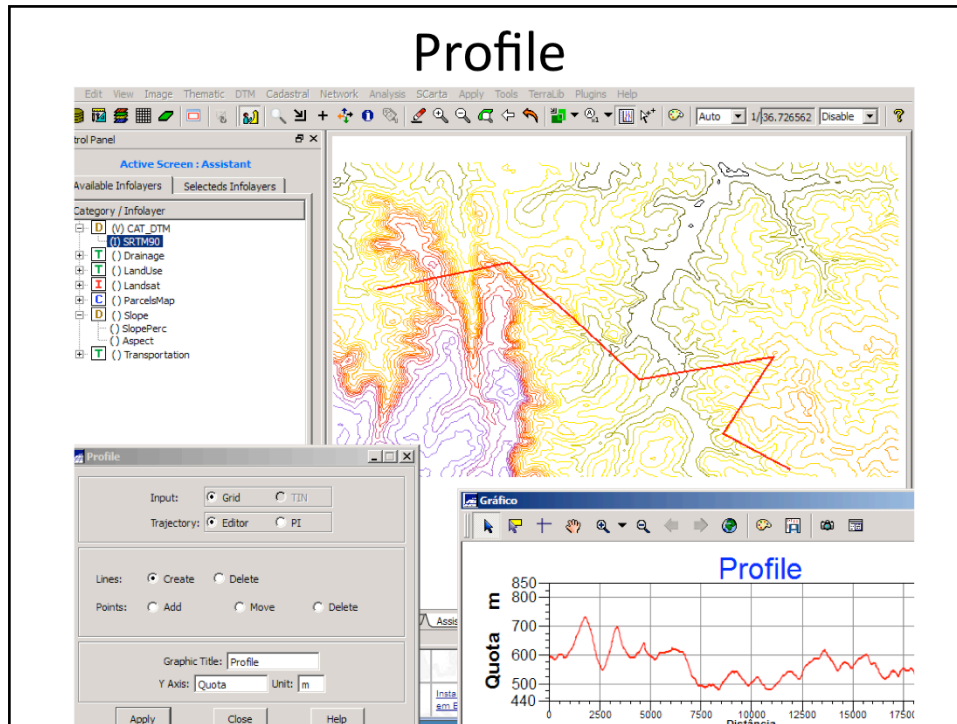 Profile
Edit View Image Thematic DTM Cadastral Network Analysis SCarta Apply Tools TerraLib Plugins Help
Auto 1/36.726562 Disable
trol Panel
Active Screen : Assistant
Available Infolayers Selecteds Infolayers
Category / Infolayer
D (V) CAT_DTM
(I) SRTM90
T () Drainage
T () LandUse
I () Landsat
C () ParcelsMap
D () Slope
() SlopePerc
() Aspect
T () Transportation
Profile
Input: Grid TIN
Trajectory: Editor PI
Lines: Create Delete
Points: Add Move Delete
Graphic Title: Profile
Y Axis: Quota Unit: m
Apply Close Help
Assis
Insta
em E
Gráfico
Profile
Quota m
850
800
700
600
500
440
0 2500 5000 7500 10000 12500 15000 17500
Distância